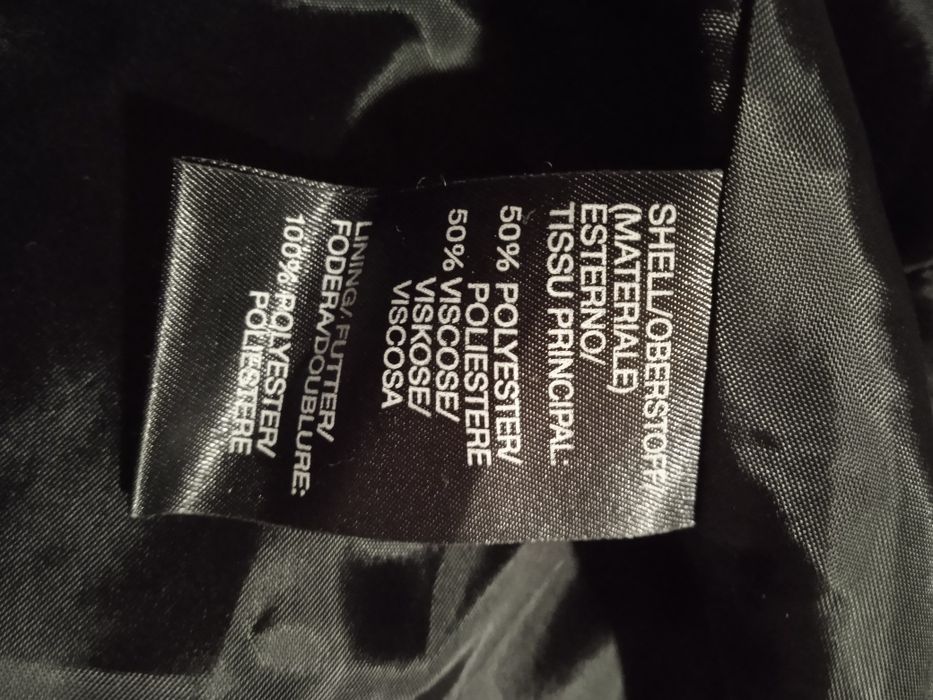 SHELL/OBERSTOFF
(MATERIALE)
ESTERNO/
TISSU PRINCIPAL:
50% POLYESTER/
POLIESTERE
50% VISCOSE/
VISKOSE/
VISCOSA
LINING/ FUTTER/
FODERA/DOUBLURE:
100% POLYESTER/
POLIESTERE